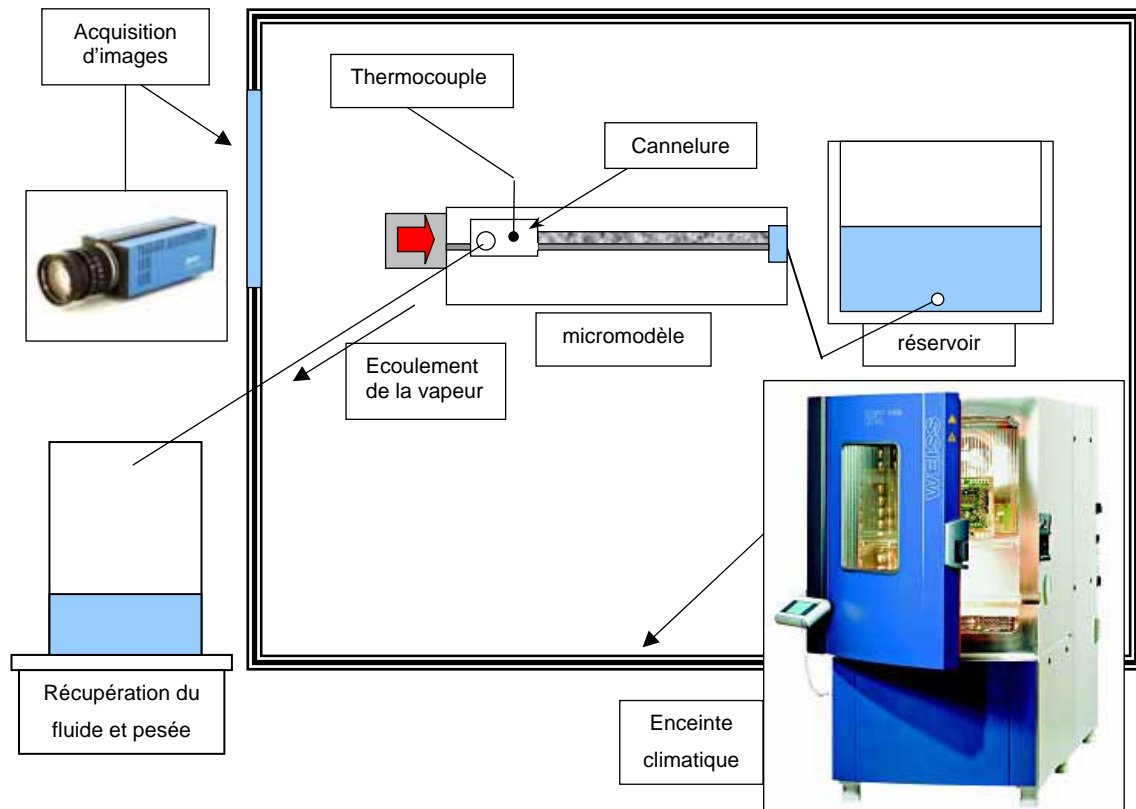 Acquisition
d'images
Thermocouple
Cannelure
micromodèle
réservoir
Ecoulement
de la vapeur
WEISS
Récupération du
fluide et pesée
Enceinte
climatique